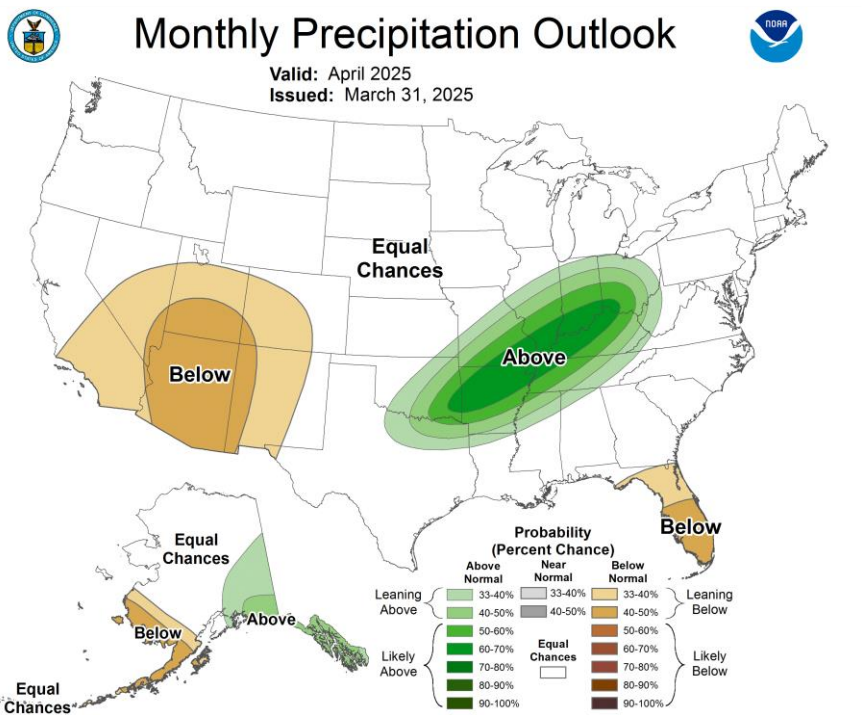 Monthly Precipitation Outlook
NOAA
Valid: April 2025
Issued: March 31, 2025
Equal
Chances
Below
Above
Below
Equal
Chances
Above
Below
Equal
Chances
Probability
(Percent Chance)
Above
Normal
Near
Normal
Below
Normal
Leaning
Above
33-40%
33-40%
33-40%
Leaning
Below
40-50%
40-50%
40-50%
Likely
Above
50-60%
60-70%
70-80%
80-90%
90-100%
Equal
Chances
50-60%
60-70%
70-80%
80-90%
90-100%
Likely
Below